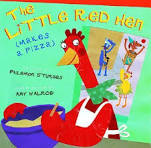 The
LiTTLE RED HeN
(MAKES
A PIZZA)
PHILEMON STURGES
AMY WALROD